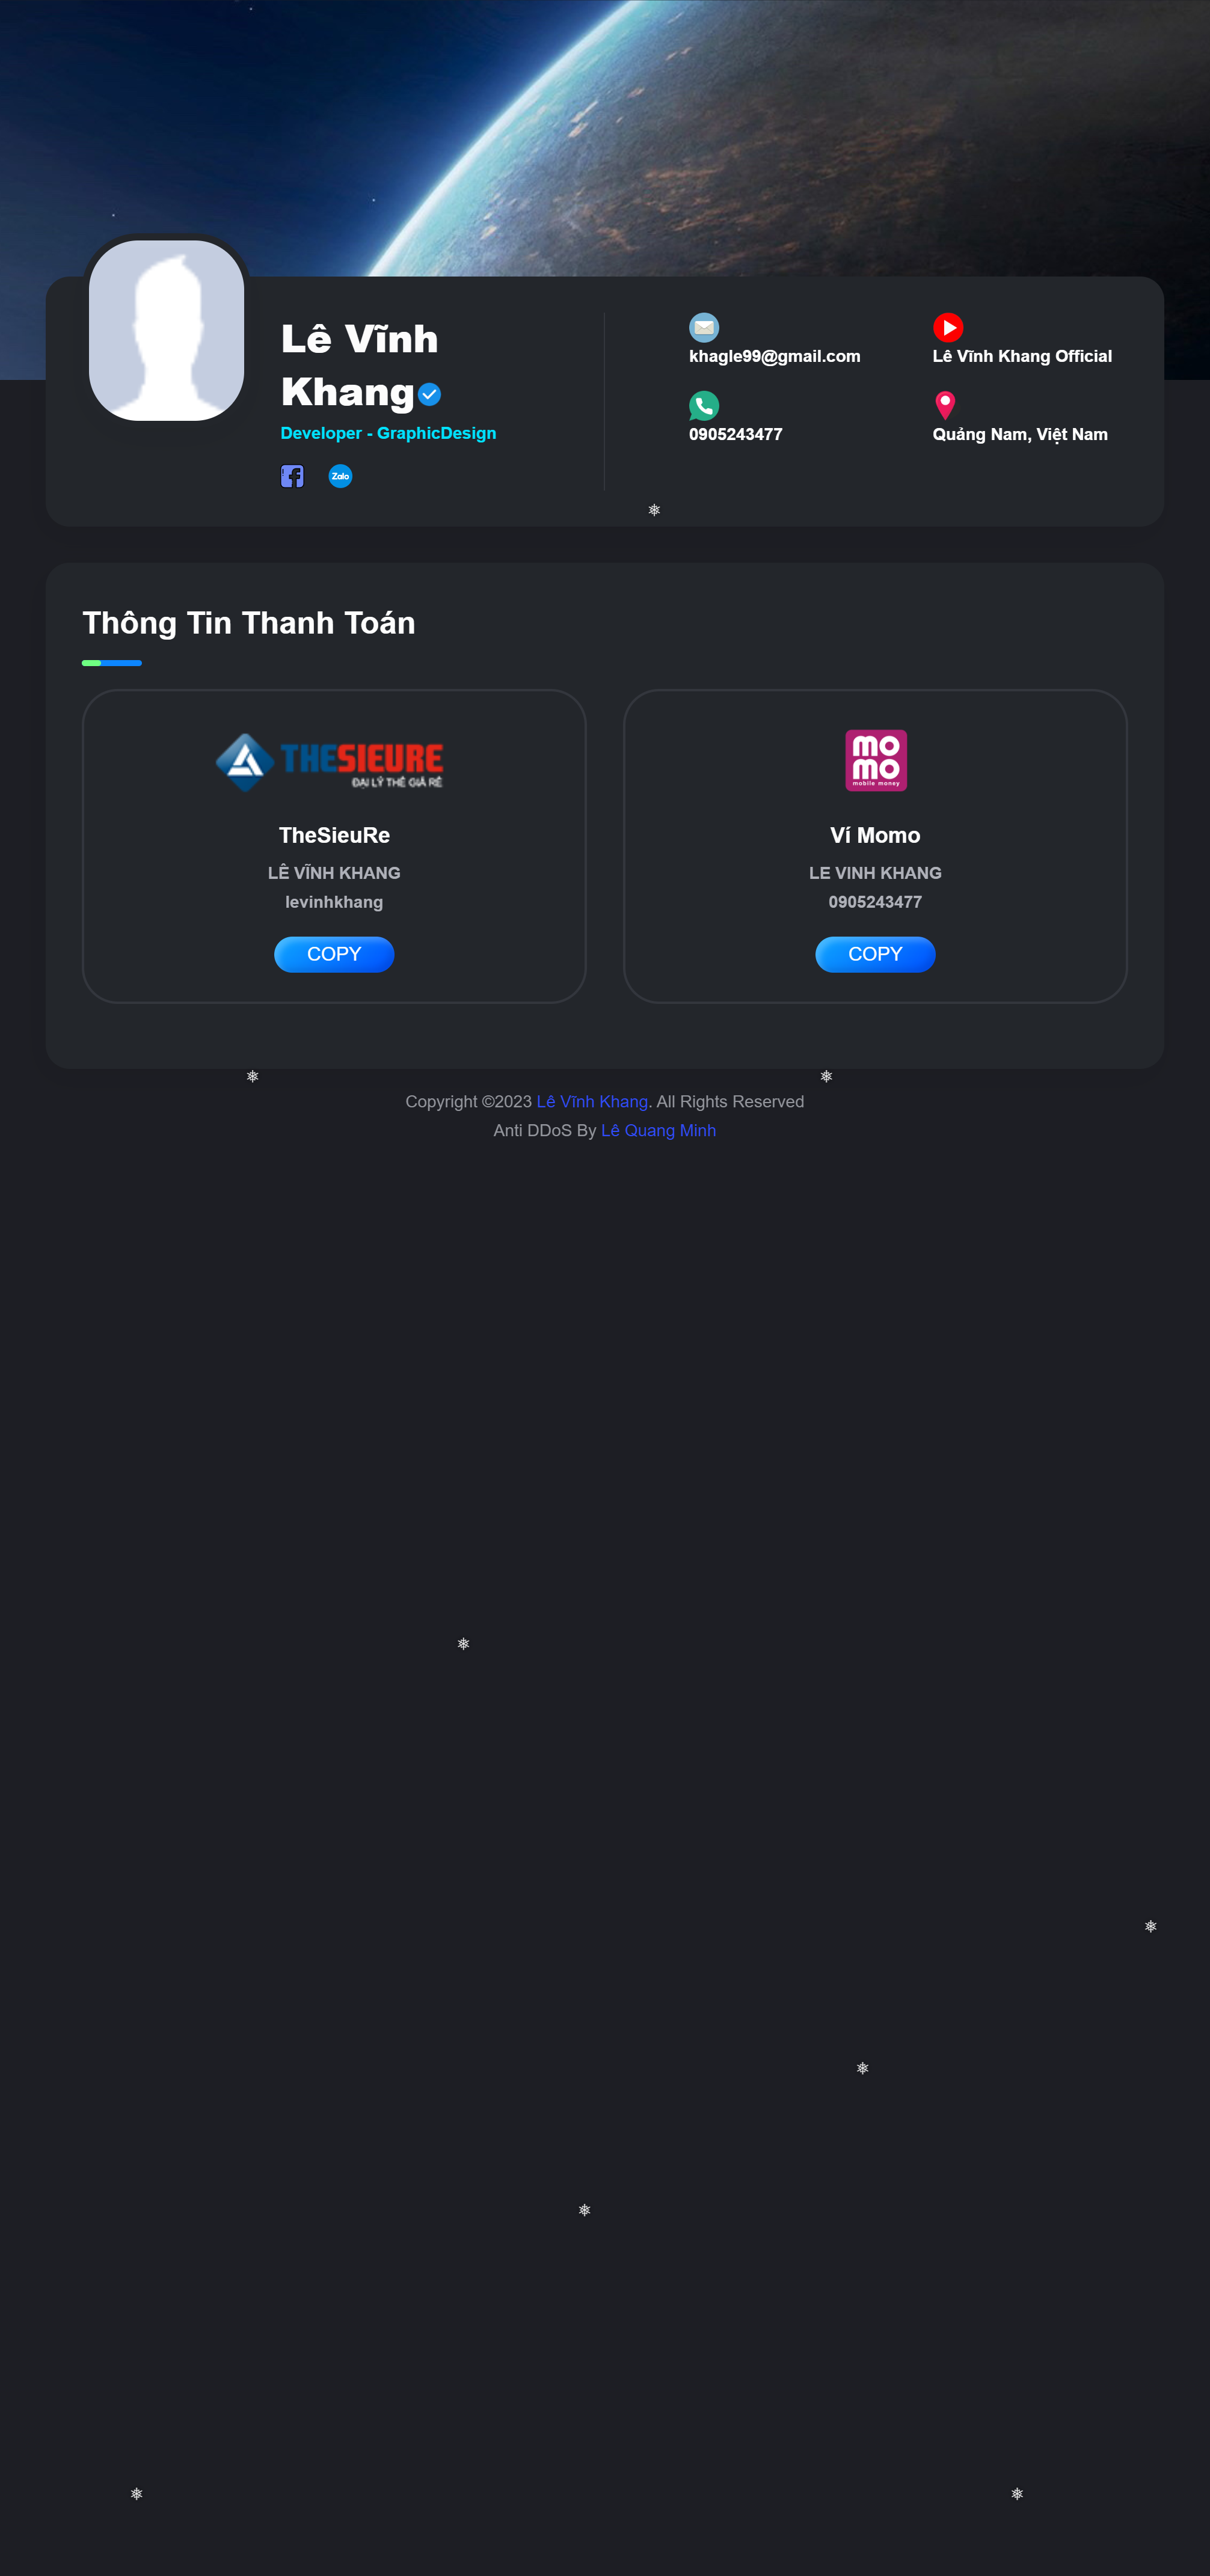 Lê Vĩnh
Khang
Developer - GraphicDesign
Zalo
khagle99@gmail.com
Lê Vĩnh Khang Official
0905243477
Quảng Nam, Việt Nam
Thông Tin Thanh Toán
THESIEURE
ĐẠI LÝ THẺ GIÁ RẺ
TheSieuRe
LÊ VĨNH KHANG
levinhkhang
COPY
mo
mo
mobile money
Ví Momo
LE VINH KHANG
0905243477
COPY
Copyright ©2023 Lê Vĩnh Khang. All Rights Reserved
Anti DDoS By Lê Quang Minh